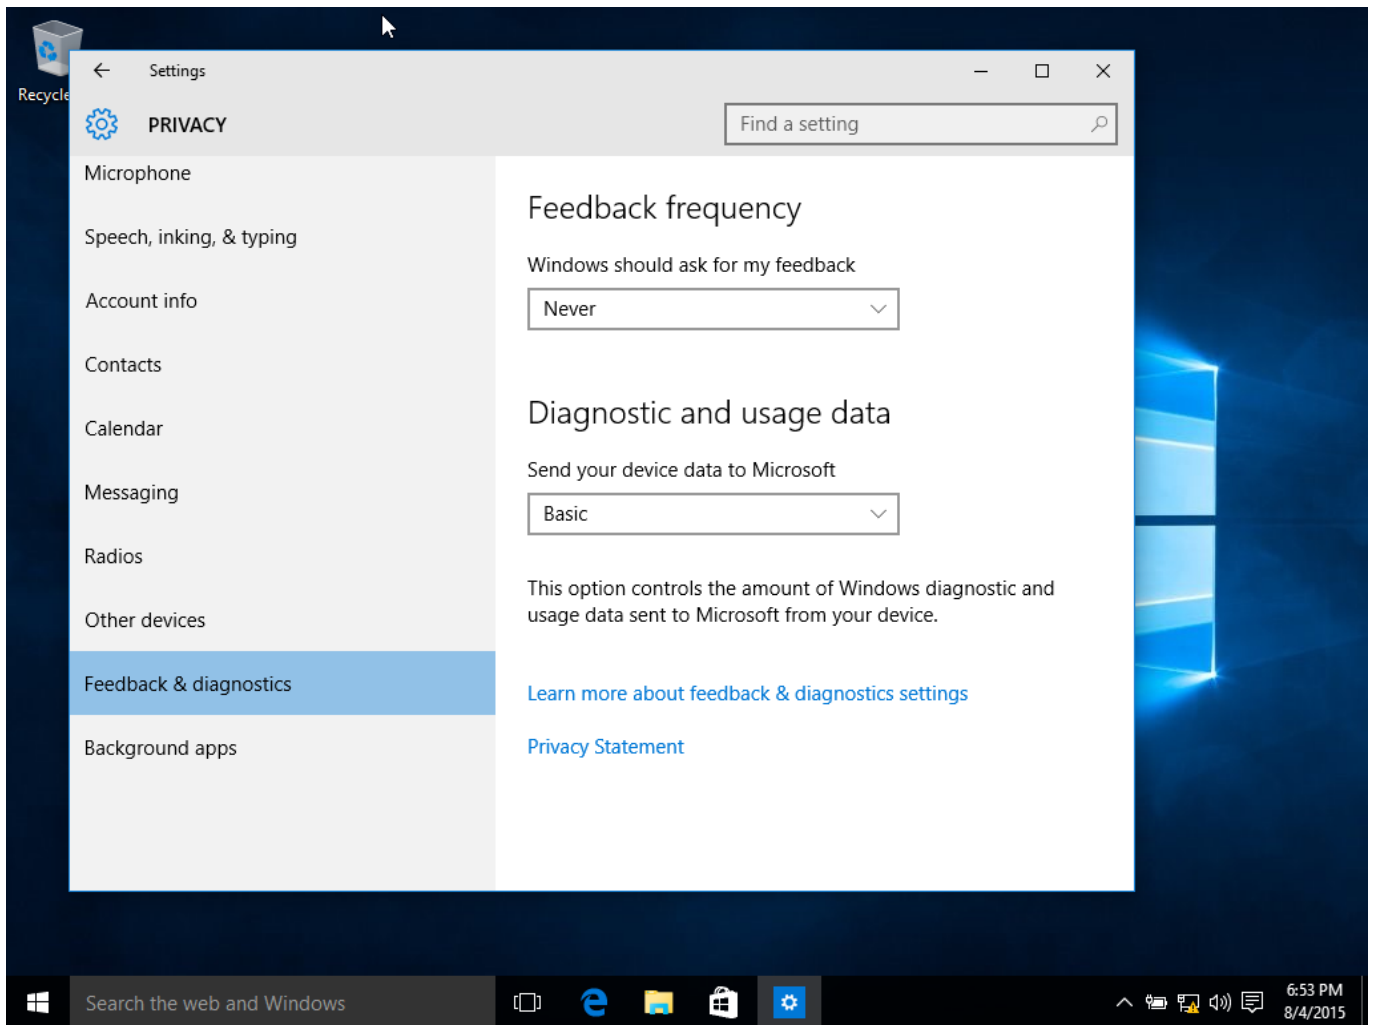 Recycle
Settings
PRIVACY
Find a setting
Microphone
Speech, inking, & typing
Account info
Contacts
Calendar
Messaging
Radios
Other devices
Feedback & diagnostics
Background apps
Feedback frequency
Windows should ask for my feedback
Never
Diagnostic and usage data
Send your device data to Microsoft
Basic
This option controls the amount of Windows diagnostic and
usage data sent to Microsoft from your device.
Learn more about feedback & diagnostics settings
Privacy Statement
Search the web and Windows
6:53 PM
8/4/2015